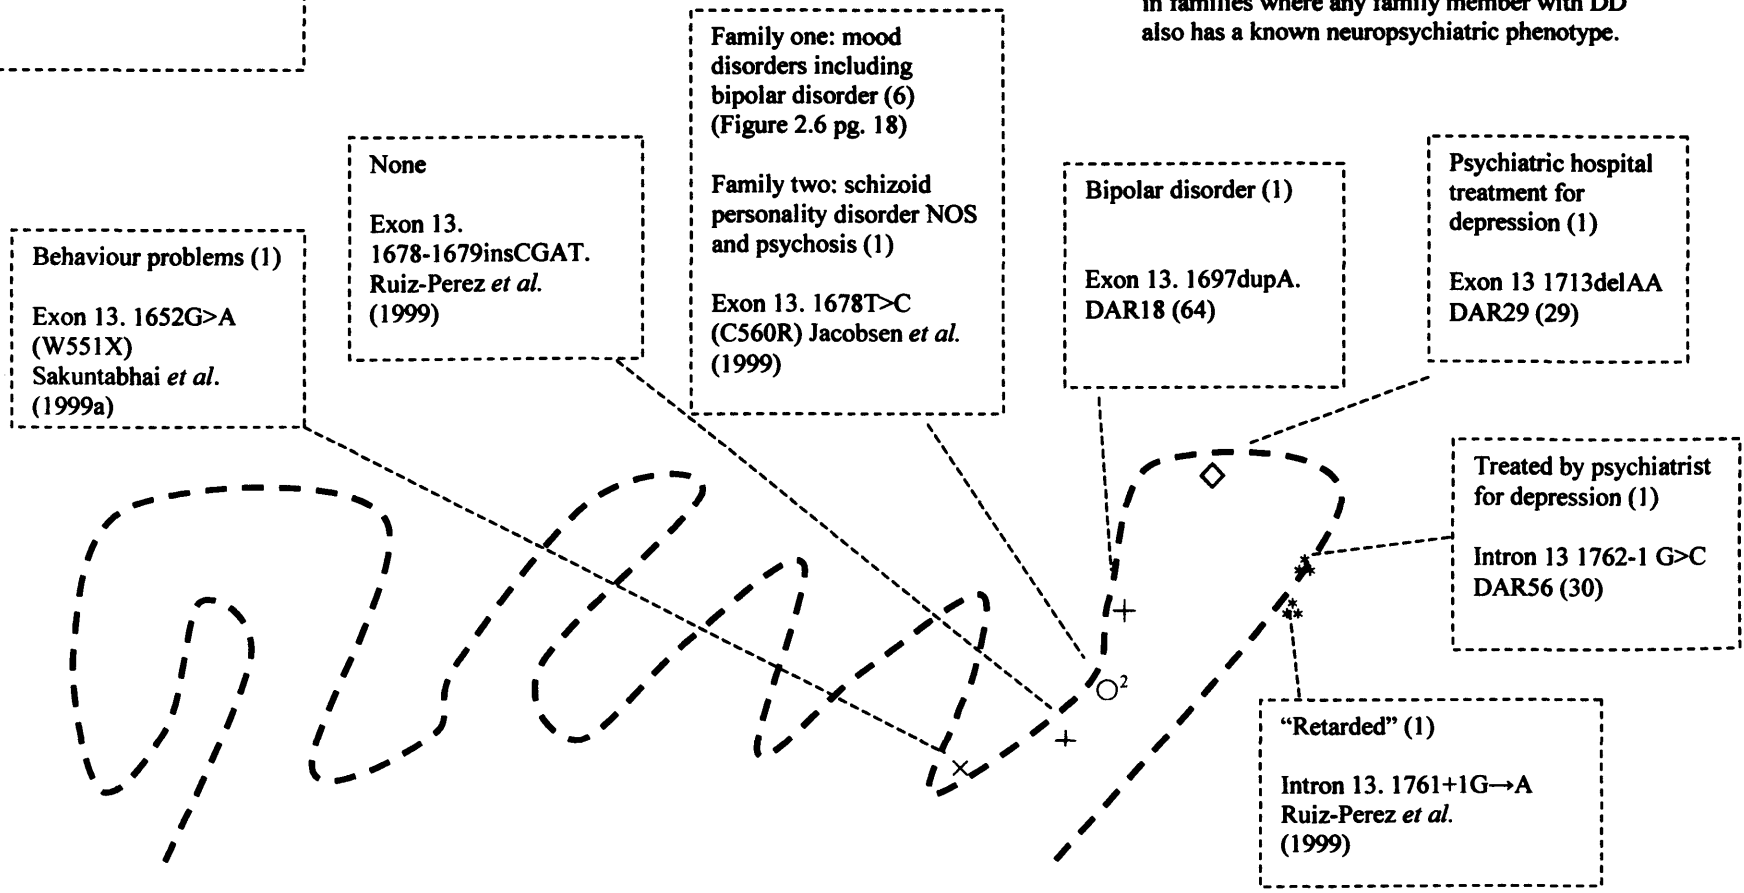 in families where any family member with DD
also has a known neuropsychiatric phenotype.
Family one: mood
disorders including
bipolar disorder (6)
(Figure 2.6 pg. 18)
Family two: schizoid
personality disorder NOS
and psychosis (1)
Exon 13. 1678T>C
(C560R) Jacobsen et al.
(1999)
None
Exon 13.
1678-1679insCGAT.
Ruiz-Perez et al.
(1999)
Behaviour problems (1)
Exon 13. 1652G>A
(W551X)
Sakuntabhai et al.
(1999a)
Bipolar disorder (1)
Exon 13. 1697dupA.
DAR18 (64)
Psychiatric hospital
treatment for
depression (1)
Exon 13 1713delAA
DAR29 (29)
Treated by psychiatrist
for depression (1)
Intron 13 1762-1 G>C
DAR56 (30)
2
“Retarded” (1)
Intron 13. 1761+1G→A
Ruiz-Perez et al.
(1999)